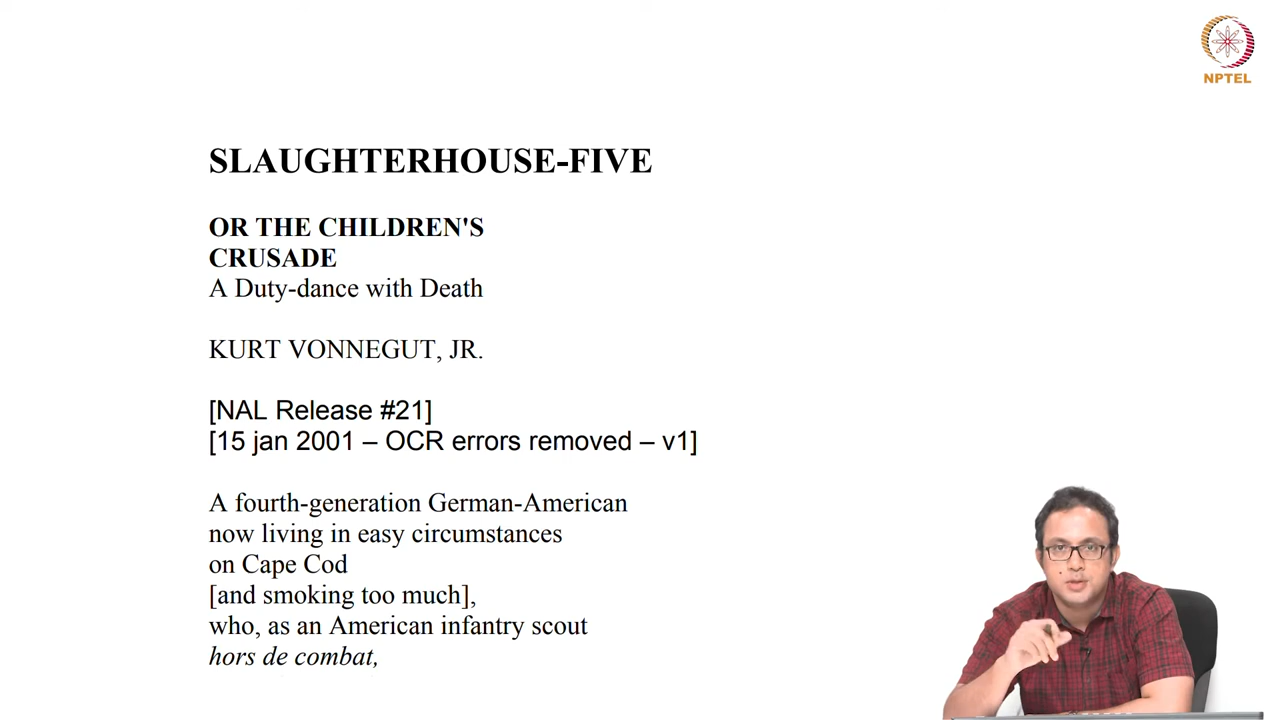 NPTEL
SLAUGHTERHOUSE-FIVE
OR THE CHILDREN'S
CRUSADE
A Duty-dance with Death
KURT VONNEGUT, JR.
[NAL Release #21]
[15 jan 2001 – OCR errors removed – v1]
A fourth-generation German-American
now living in easy circumstances
on Cape Cod
[and smoking too much],
who, as an American infantry scout
hors de combat,